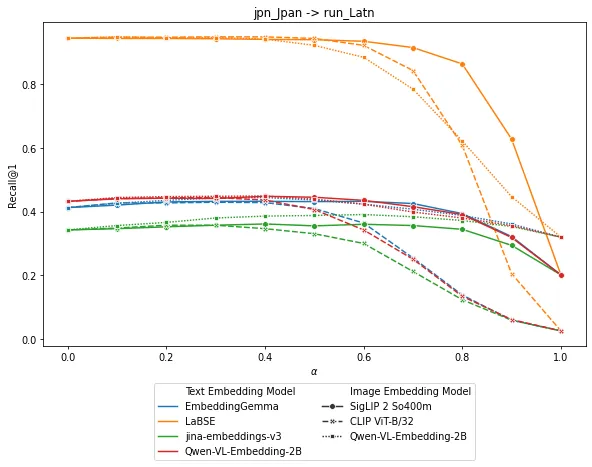 jpn_Jpan -> run_Latn
Recall@1
0.8
0.6
0.4
0.2
0.0
0.0 0.2 0.4 0.6 0.8 1.0
α
Text Embedding Model Image Embedding Model
EmbeddingGemma SigLIP 2 So400m
LaBSE CLIP ViT-B/32
jina-embeddings-v3 Qwen-VL-Embedding-2B
Qwen-VL-Embedding-2B